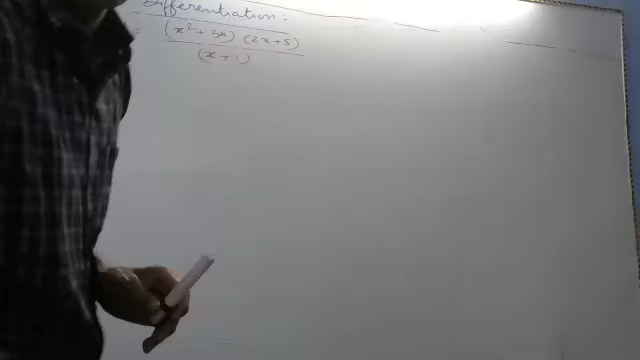 Differentiation:
(x² + 3x) (2x+5)
(x+1)